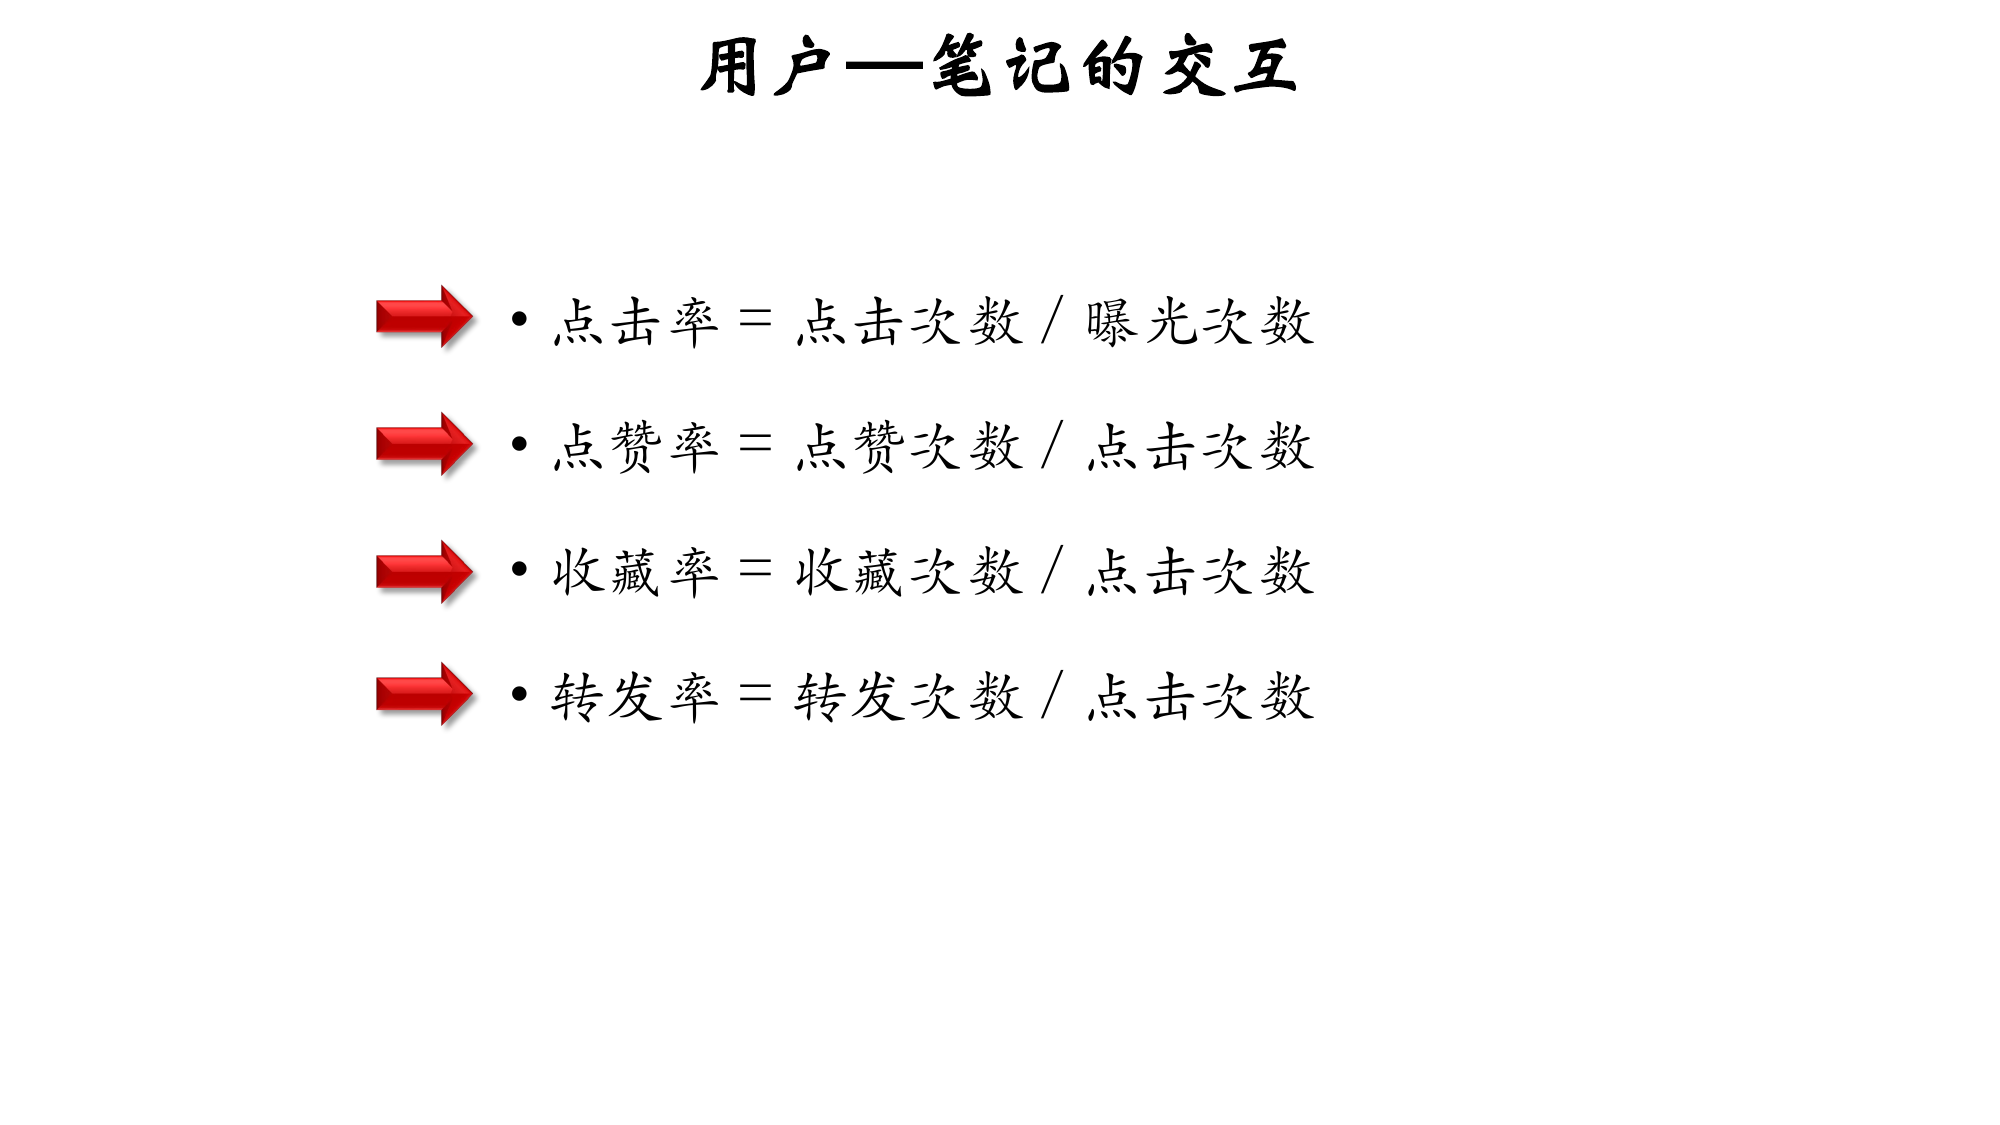 用户—笔记的交互
• 点击率 = 点击次数 / 曝光次数
• 点赞率 = 点赞次数 / 点击次数
• 收藏率 = 收藏次数 / 点击次数
• 转发率 = 转发次数 / 点击次数